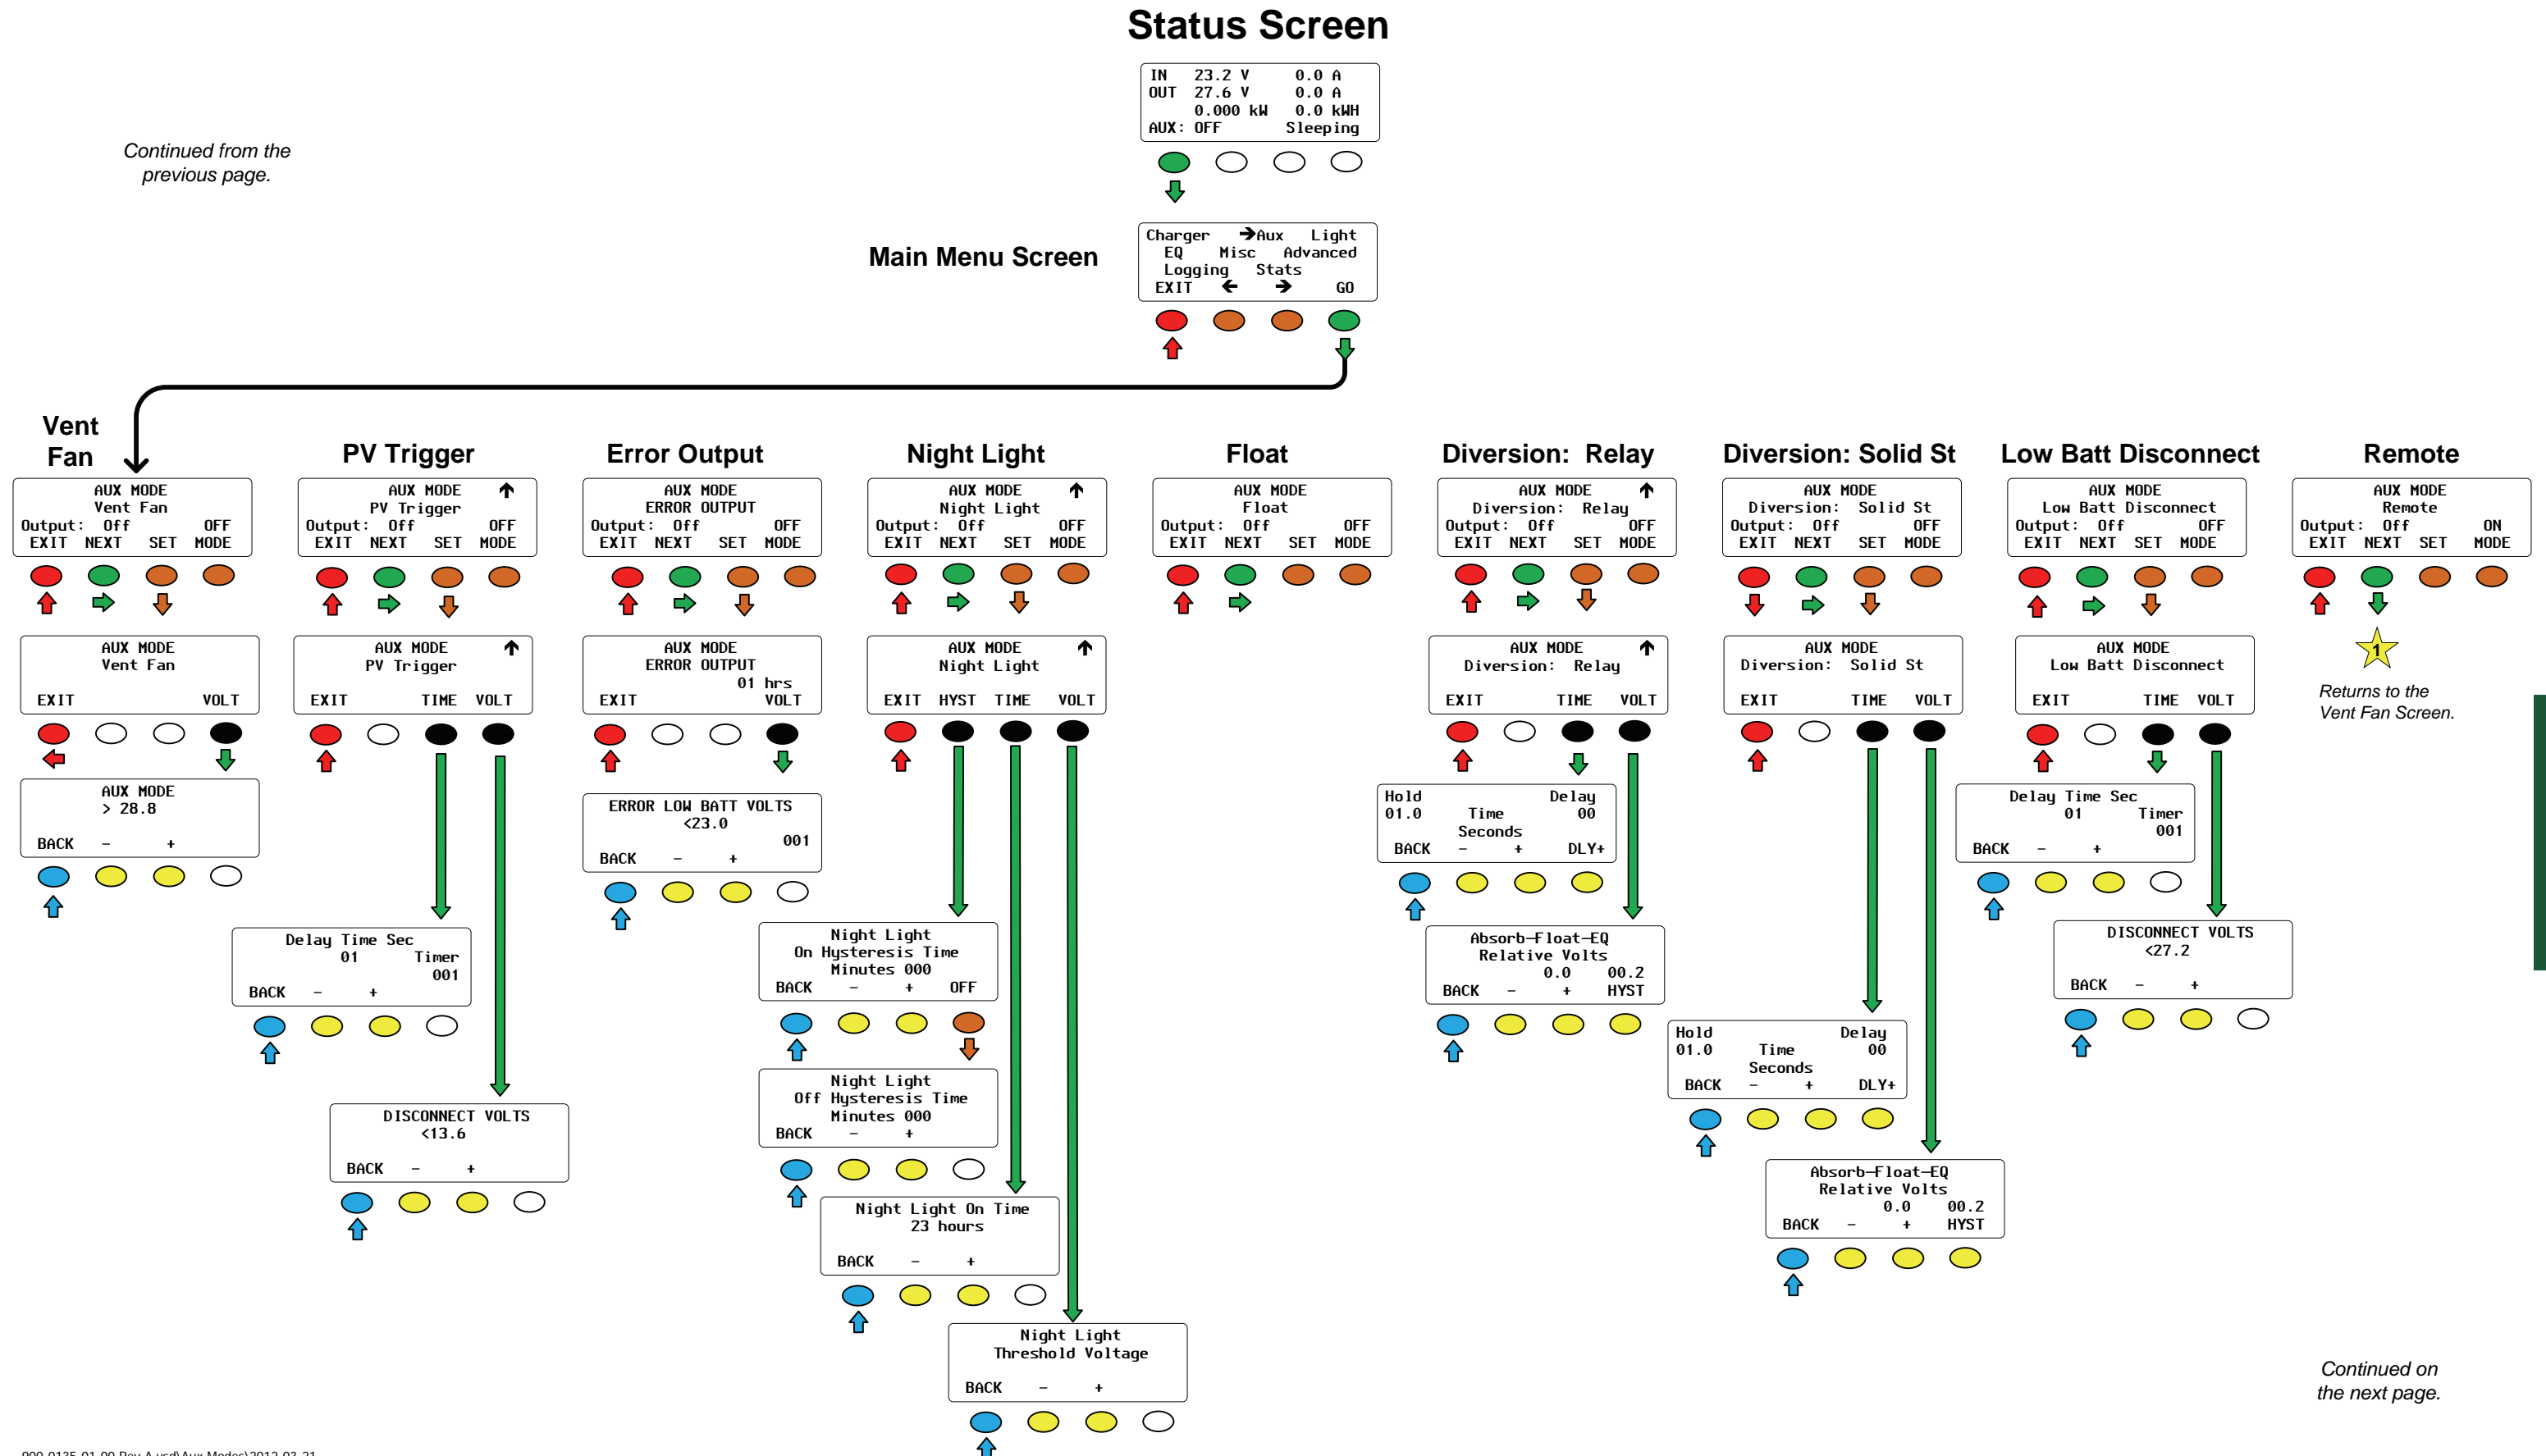 Status Screen
IN 23.2 V 0.0 A
OUT 27.6 V 0.0 A
0.000 kW 0.0 kWH
AUX: OFF Sleeping
Continued from the
previous page.
Main Menu Screen
Charger ➔Aux Light
EQ Misc Advanced
Logging Stats
EXIT ← → GO
Vent
Fan
AUX MODE
Vent Fan
Output: Off OFF
EXIT NEXT SET MODE
AUX MODE
Vent Fan
EXIT VOLT
AUX MODE
> 28.8
BACK - +
PV Trigger
AUX MODE ↑
PV Trigger
Output: Off OFF
EXIT NEXT SET MODE
AUX MODE ↑
PV Trigger
EXIT TIME VOLT
Delay Time Sec
01 Timer
001
BACK - +
DISCONNECT VOLTS
<13.6
BACK - +
Error Output
AUX MODE
ERROR OUTPUT
Output: Off OFF
EXIT NEXT SET MODE
AUX MODE
ERROR OUTPUT
01 hrs
EXIT VOLT
ERROR LOW BATT VOLTS
<23.0
001
BACK - +
Night Light
AUX MODE ↑
Night Light
Output: Off OFF
EXIT NEXT SET MODE
AUX MODE ↑
Night Light
EXIT HYST TIME VOLT
Night Light
On Hysteresis Time
Minutes 000
BACK - + OFF
Night Light
Off Hysteresis Time
Minutes 000
BACK - +
Night Light On Time
23 hours
BACK - +
Night Light
Threshold Voltage
BACK - +
Float
AUX MODE
Float
Output: Off OFF
EXIT NEXT SET MODE
Diversion: Relay
AUX MODE ↑
Diversion: Relay
Output: Off OFF
EXIT NEXT SET MODE
AUX MODE ↑
Diversion: Relay
EXIT TIME VOLT
Hold Delay
01.0 Time 00
Seconds
BACK - + DLY+
Absorb-Float-EQ
Relative Volts
0.0 00.2
BACK - + HYST
Diversion: Solid St
AUX MODE
Diversion: Solid St
Output: Off OFF
EXIT NEXT SET MODE
AUX MODE
Diversion: Solid St
EXIT TIME VOLT
Hold Delay
01.0 Time 00
Seconds
BACK - + DLY+
Absorb-Float-EQ
Relative Volts
0.0 00.2
BACK - + HYST
Low Batt Disconnect
AUX MODE
Low Batt Disconnect
Output: Off OFF
EXIT NEXT SET MODE
AUX MODE
Low Batt Disconnect
EXIT TIME VOLT
Delay Time Sec
01 Timer
001
BACK - +
DISCONNECT VOLTS
<27.2
BACK - +
Remote
AUX MODE
Remote
Output: Off ON
EXIT NEXT SET MODE
1
Returns to the
Vent Fan Screen.
Continued on
the next page.
900-0135-01-00 Rev A.vsd\Aux Modes\2012-03-21